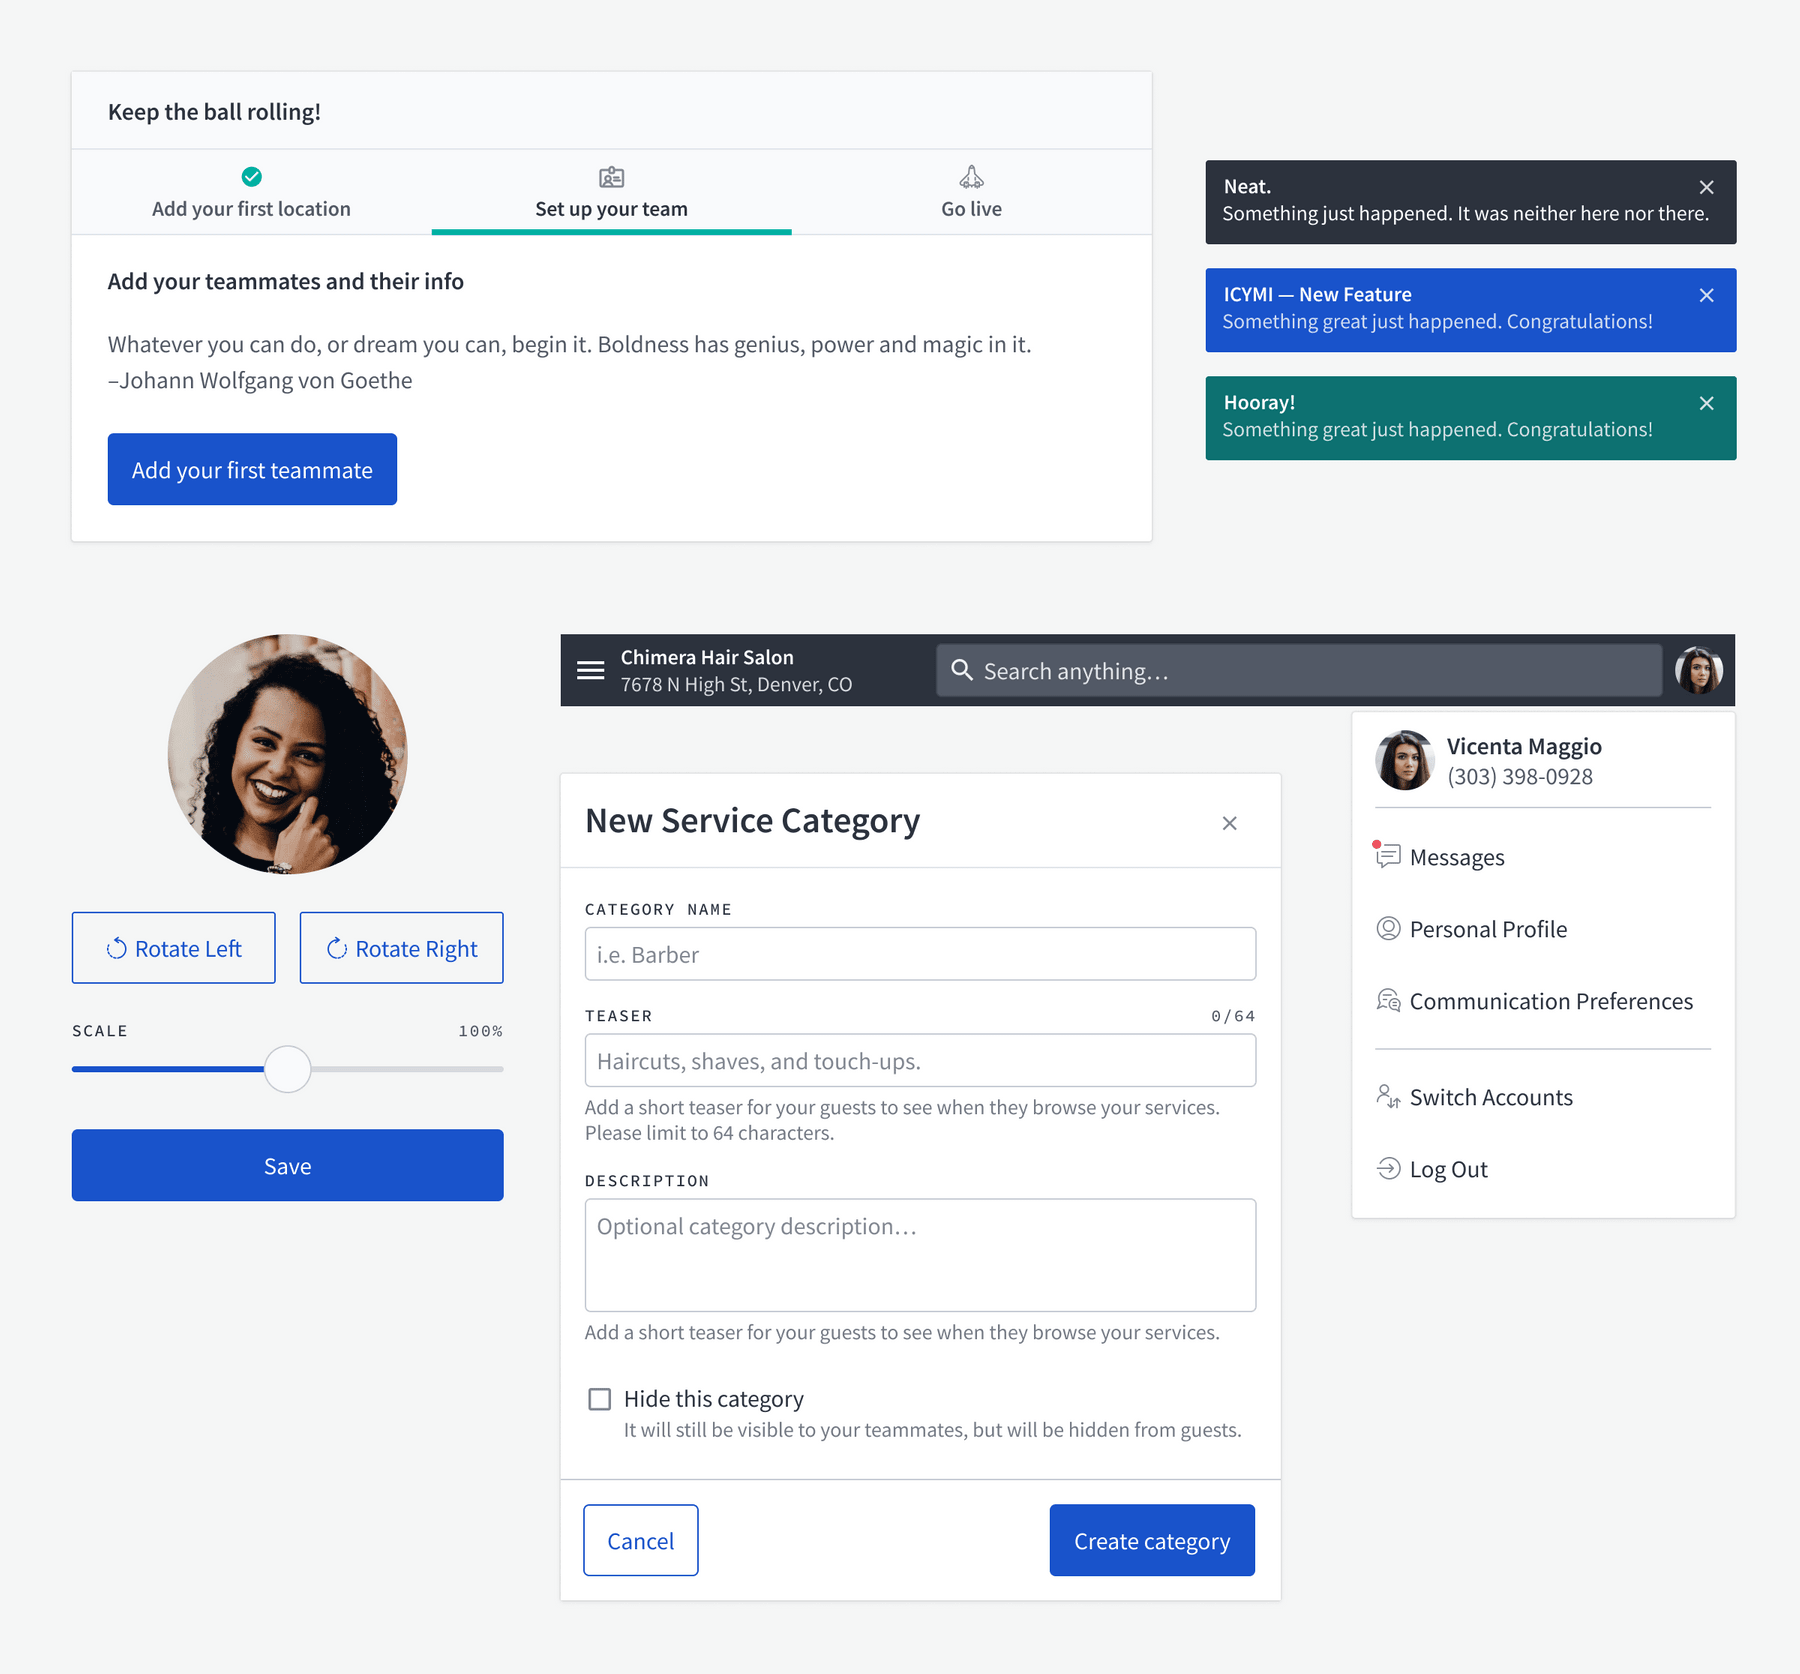 Keep the ball rolling!
Add your first location
Set up your team
Go live
Add your teammates and their info
Whatever you can do, or dream you can, begin it. Boldness has genius, power and magic in it.
–Johann Wolfgang von Goethe
Add your first teammate
Neat.
Something just happened. It was neither here nor there.
ICYMI — New Feature
Something great just happened. Congratulations!
Hooray!
Something great just happened. Congratulations!
Rotate Left
Rotate Right
SCALE 100%
Save
Chimera Hair Salon
7678 N High St, Denver, CO
Search anything…
New Service Category
CATEGORY NAME
i.e. Barber
TEASER 0/64
Haircuts, shaves, and touch-ups.
Add a short teaser for your guests to see when they browse your services.
Please limit to 64 characters.
DESCRIPTION
Optional category description…
Add a short teaser for your guests to see when they browse your services.
Hide this category
It will still be visible to your teammates, but will be hidden from guests.
Cancel
Create category
Vicenta Maggio
(303) 398-0928
Messages
Personal Profile
Communication Preferences
Switch Accounts
Log Out